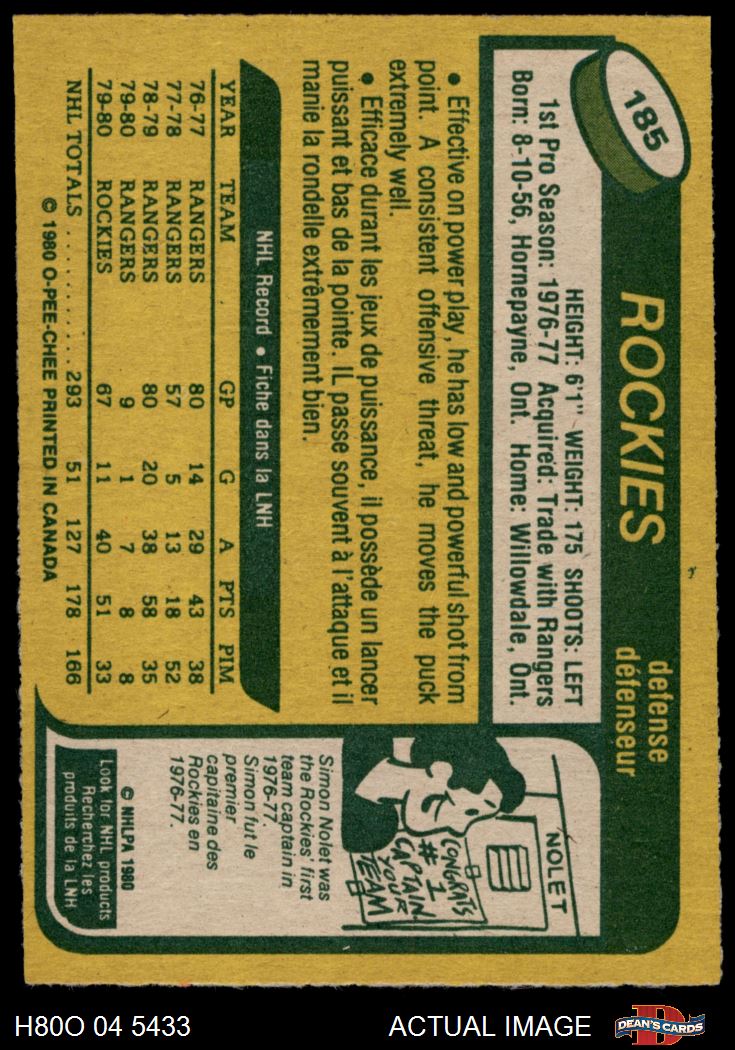 185
ROCKIES
defense
défenseur
HEIGHT: 6'1" WEIGHT: 175 SHOOTS: LEFT
1st Pro Season: 1976-77 Acquired: Trade with Rangers
Born: 8-10-56, Hornepayne, Ont. Home: Willowdale, Ont.
• Effective on power play, he has low and powerful shot from
point. A consistent offensive threat, he moves the puck
extremely well.
• Efficace durant les jeux de puissance, il possède un lancer
puissant et bas de la pointe. IL passe souvent à l'attaque et il
manie la rondelle extrêmement bien.
NHL Record • Fiche dans la LNH
YEAR TEAM GP G A PTS PIM
76-77 RANGERS 80 14 29 43 38
77-78 RANGERS 57 5 13 18 52
78-79 RANGERS 80 20 38 58 35
79-80 RANGERS 9 1 7 8 8
79-80 ROCKIES 67 11 40 51 33
NHL TOTALS .......... 293 51 127 178 166
© 1980 O-PEE-CHEE PRINTED IN CANADA
NOLET
CONGRATS
#1
CAPTAIN
YOUR
TEAM
Simon Nolet was
the Rockies' first
team captain in
1976-77.
Simon fut le
premier
capitaine des
Rockies en
1976-77.
© NHLPA 1980
Look for NHL products
Recherchez les
produits de la LNH
H80O 04 5433
ACTUAL IMAGE
D
DEAN'S CARDS